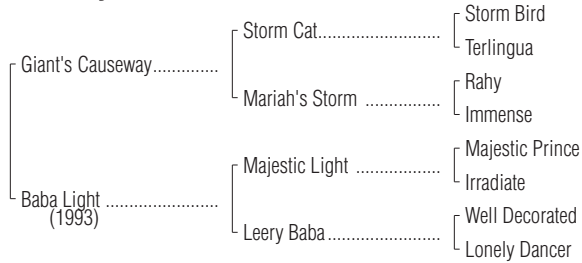 Storm Bird
Storm Cat....................
Terlingua
Giant's Causeway.............
Rahy
Mariah's Storm ...............
Immense
Majestic Prince
Majestic Light .................
Irradiate
Baba Light ......................
(1993)
Well Decorated
Leery Baba.......................
Lonely Dancer